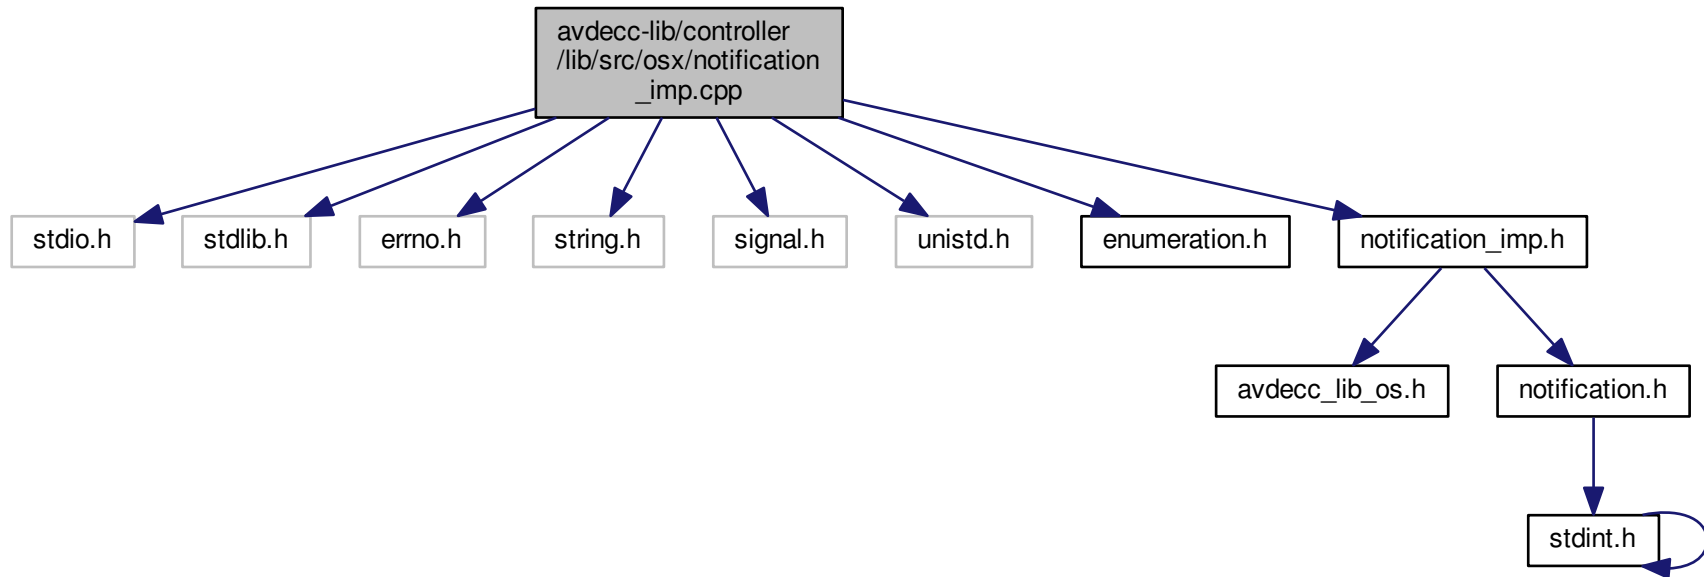 avdecc-lib/controller
/lib/src/osx/notification
_imp.cpp
stdio.h
stdlib.h
errno.h
string.h
signal.h
unistd.h
enumeration.h
notification_imp.h
avdecc_lib_os.h
notification.h
stdint.h